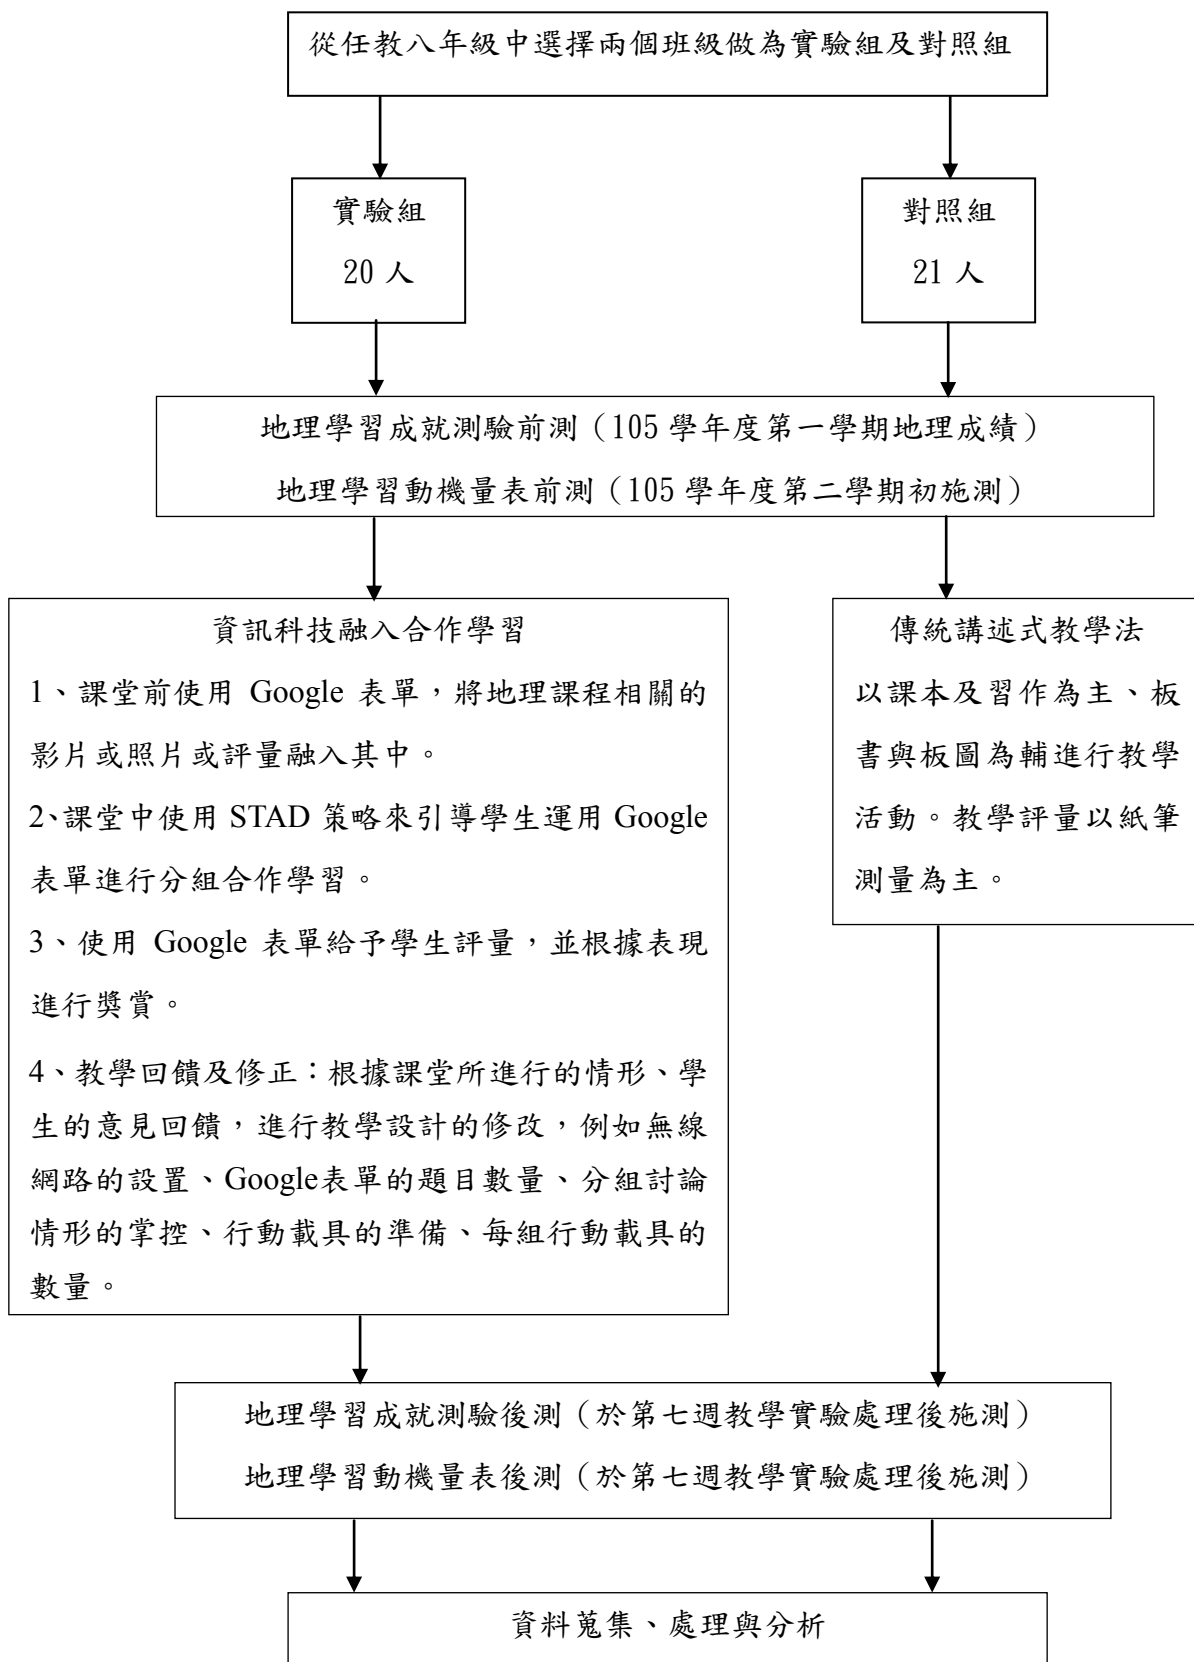 從任教八年級中選擇兩個班級做為實驗組及對照組
實驗組
20 人
對照組
21 人
地理學習成就測驗前測（105 學年度第一學期地理成績）
地理學習動機量表前測（105 學年度第二學期初施測）
資訊科技融入合作學習
1、課堂前使用 Google 表單，將地理課程相關的
影片或照片或評量融入其中。
2、課堂中使用 STAD 策略來引導學生運用 Google
表單進行分組合作學習。
3、使用 Google 表單給予學生評量，並根據表現
進行獎賞。
4、教學回饋及修正：根據課堂所進行的情形、學
生的意見回饋，進行教學設計的修改，例如無線
網路的設置、Google表單的題目數量、分組討論
情形的掌控、行動載具的準備、每組行動載具的
數量。
傳統講述式教學法
以課本及習作為主、板
書與板圖為輔進行教學
活動。教學評量以紙筆
測量為主。
地理學習成就測驗後測（於第七週教學實驗處理後施測）
地理學習動機量表後測（於第七週教學實驗處理後施測）
資料蒐集、處理與分析